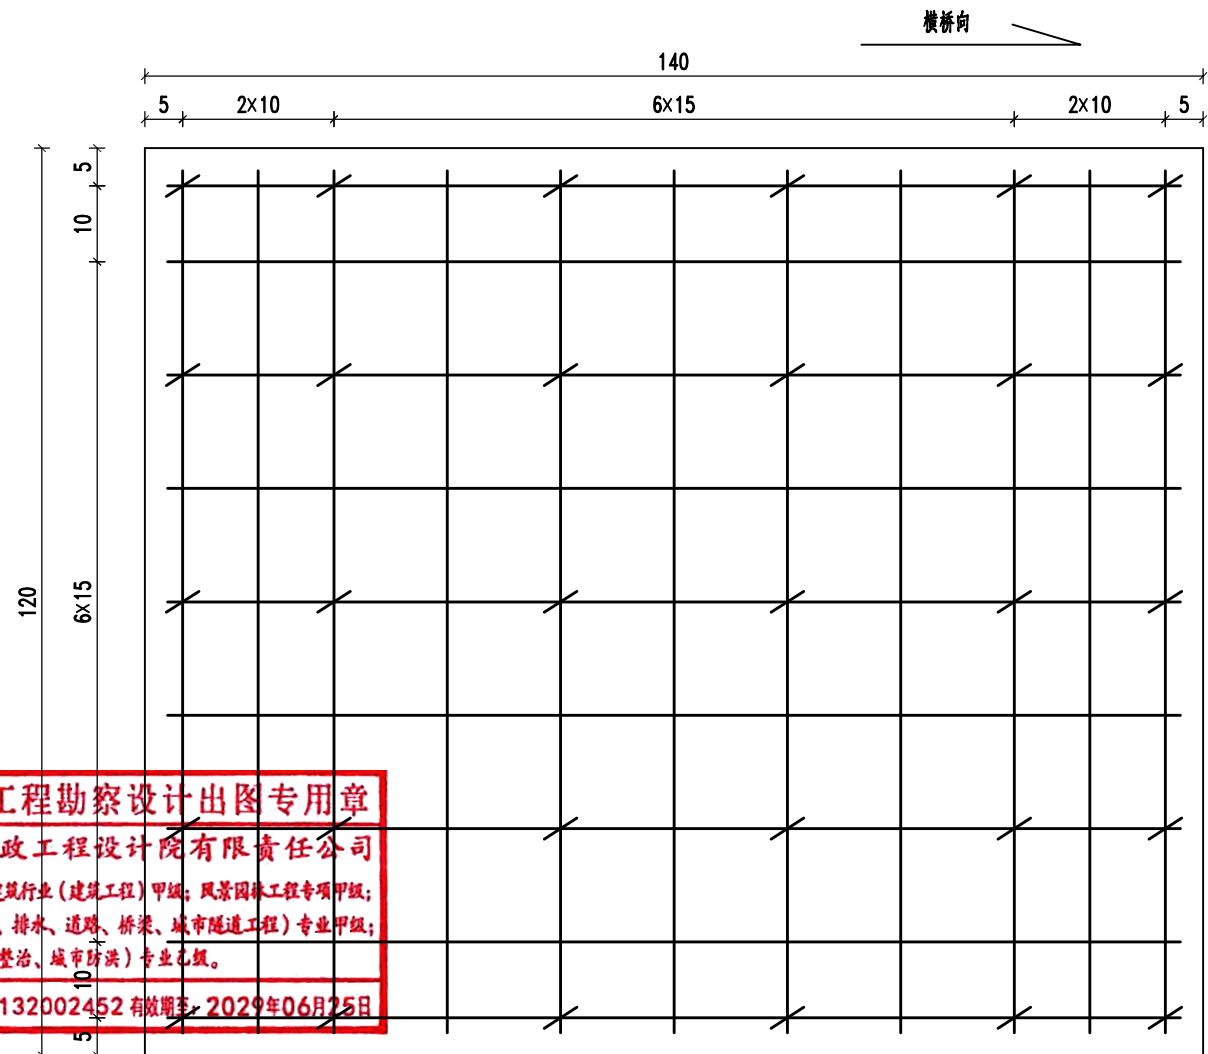 横桥向
140
5 2×10 6×15 2×10 5
5
10
120
6×15
工程勘察设计出图专用章
政工程设计院有限责任公司
建筑行业（建筑工程）甲级；风景园林工程专项甲级；
、排水、道路、桥梁、城市隧道工程）专业甲级；
整治、城市防洪）专业乙级。
10
132002452 有效期至：2029年06月25日
5